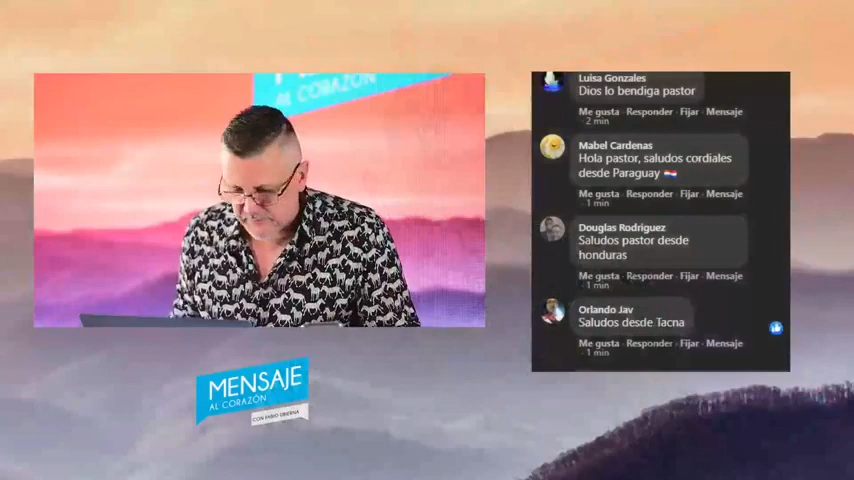 AL CORAZÓN
Luisa Gonzales
Dios lo bendiga pastor
Me gusta · Responder · Fijar · Mensaje
· 2 min
Mabel Cardenas
Hola pastor, saludos cordiales
desde Paraguay 🇵🇾
Me gusta · Responder · Fijar · Mensaje
· 1 min
Douglas Rodriguez
Saludos pastor desde
honduras
Me gusta · Responder · Fijar · Mensaje
· 1 min
Orlando Jav
Saludos desde Tacna
Me gusta · Responder · Fijar · Mensaje
· 1 min
MENSAJE
AL CORAZÓN
CON FABIO